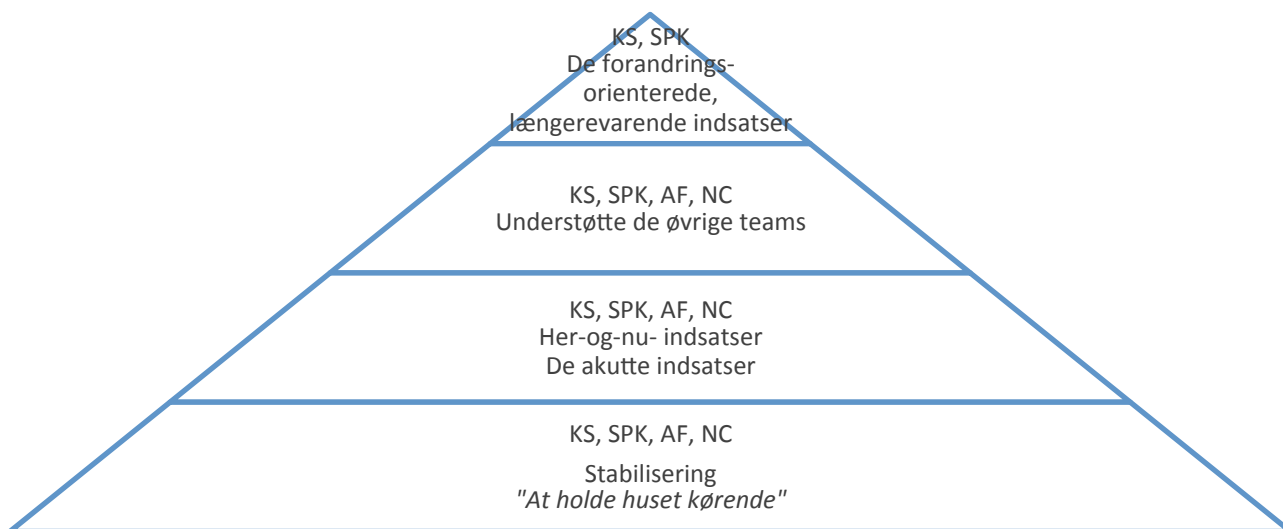 KS, SPK
De forandrings-
orienterede,
længerevarende indsatser
KS, SPK, AF, NC
Understøtte de øvrige teams
KS, SPK, AF, NC
Her-og-nu- indsatser
De akutte indsatser
KS, SPK, AF, NC
Stabilisering
"At holde huset kørende"